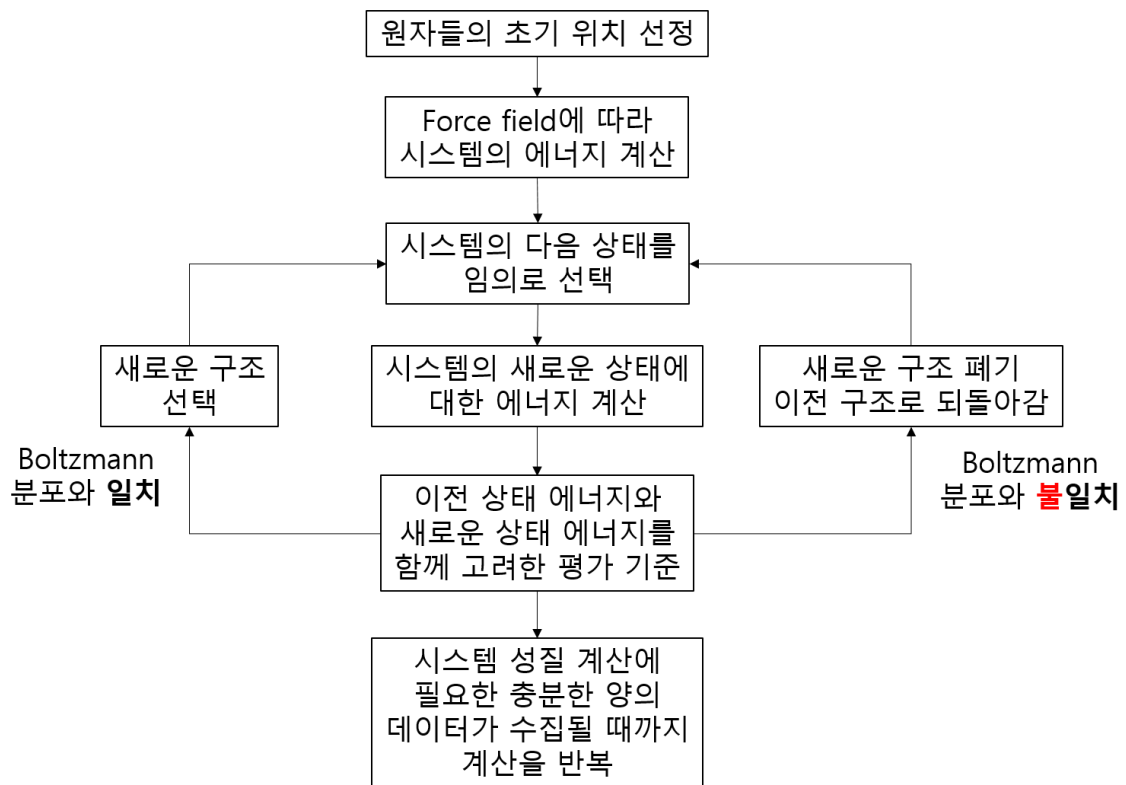 원자들의 초기 위치 선정
Force field에 따라
시스템의 에너지 계산
시스템의 다음 상태를
임의로 선택
새로운 구조
선택
시스템의 새로운 상태에
대한 에너지 계산
새로운 구조 폐기
이전 구조로 되돌아감
Boltzmann
분포와 일치
이전 상태 에너지와
새로운 상태 에너지를
함께 고려한 평가 기준
Boltzmann
분포와 불일치
시스템 성질 계산에
필요한 충분한 양의
데이터가 수집될 때까지
계산을 반복